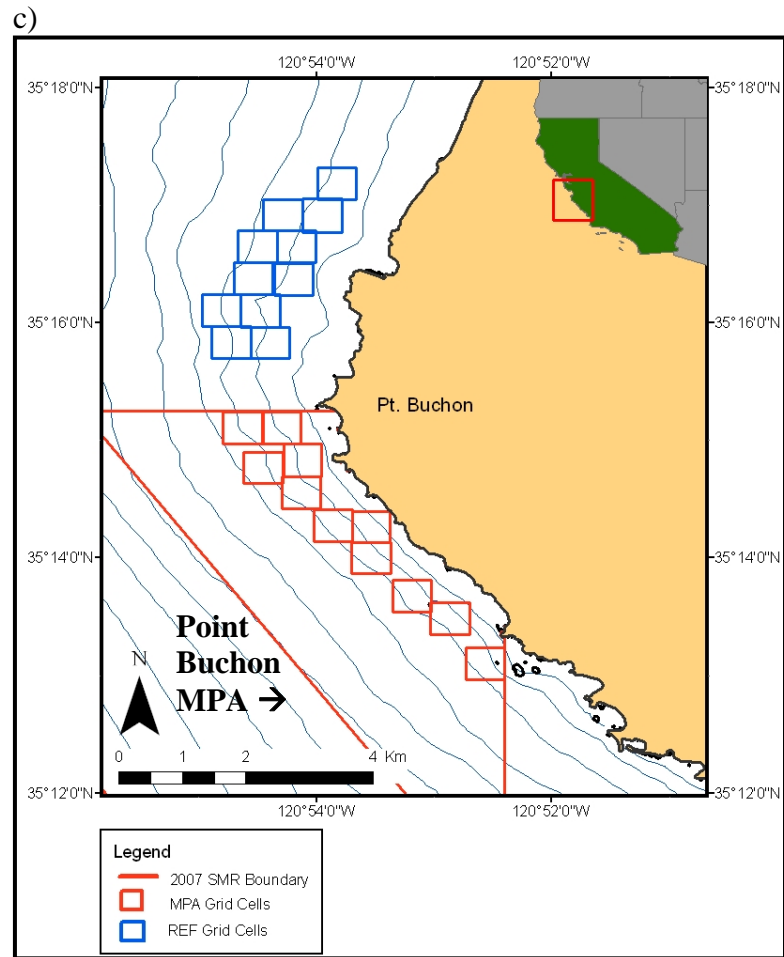 c)
120°54'0"W 120°52'0"W
35°18'0"N 35°18'0"N
35°16'0"N 35°16'0"N
Pt. Buchon
35°14'0"N 35°14'0"N
Point
Buchon
MPA →
N
0 1 2 4 Km
35°12'0"N 35°12'0"N
120°54'0"W 120°52'0"W
Legend
2007 SMR Boundary
MPA Grid Cells
REF Grid Cells